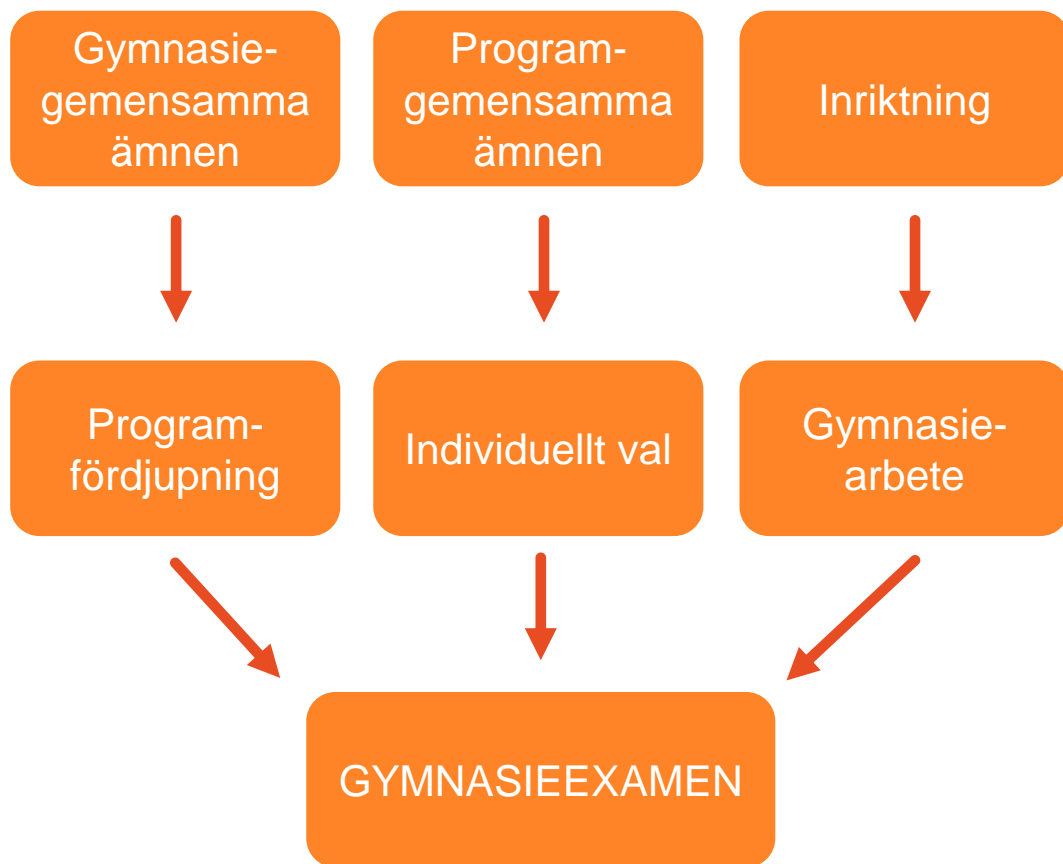 Gymnasie-
gemensamma
ämnen
Program-
gemensamma
ämnen
Inriktning
Program-
fördjupning
Individuellt val
Gymnasie-
arbete
GYMNASIEEXAMEN